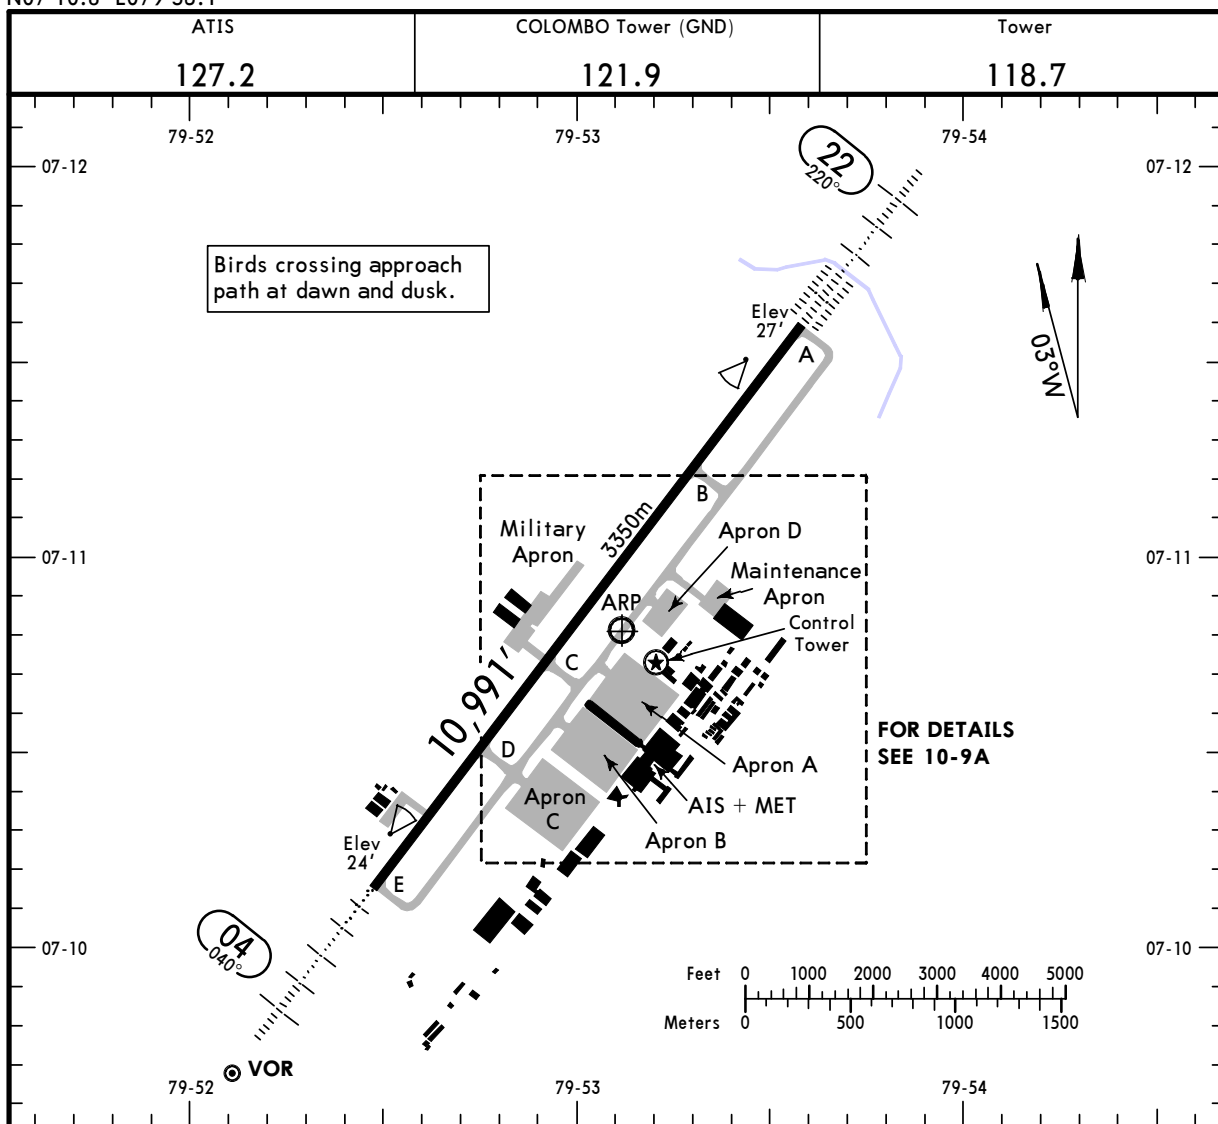 ATIS
127.2
COLOMBO Tower (GND)
121.9
Tower
118.7
79-52
79-53
79-54
07-12
07-12
22
220°
Birds crossing approach
path at dawn and dusk.
Elev
27'
A
03°W
B
Military
Apron
3350m
Apron D
07-11
07-11
Maintenance
Apron
ARP
Control
Tower
C
10,991'
D
FOR DETAILS
SEE 10-9A
Apron A
Apron
C
AIS + MET
Apron B
Elev
24'
E
04
040°
07-10
07-10
Feet 0 1000 2000 3000 4000 5000
Meters 0 500 1000 1500
VOR
79-52
79-53
79-54